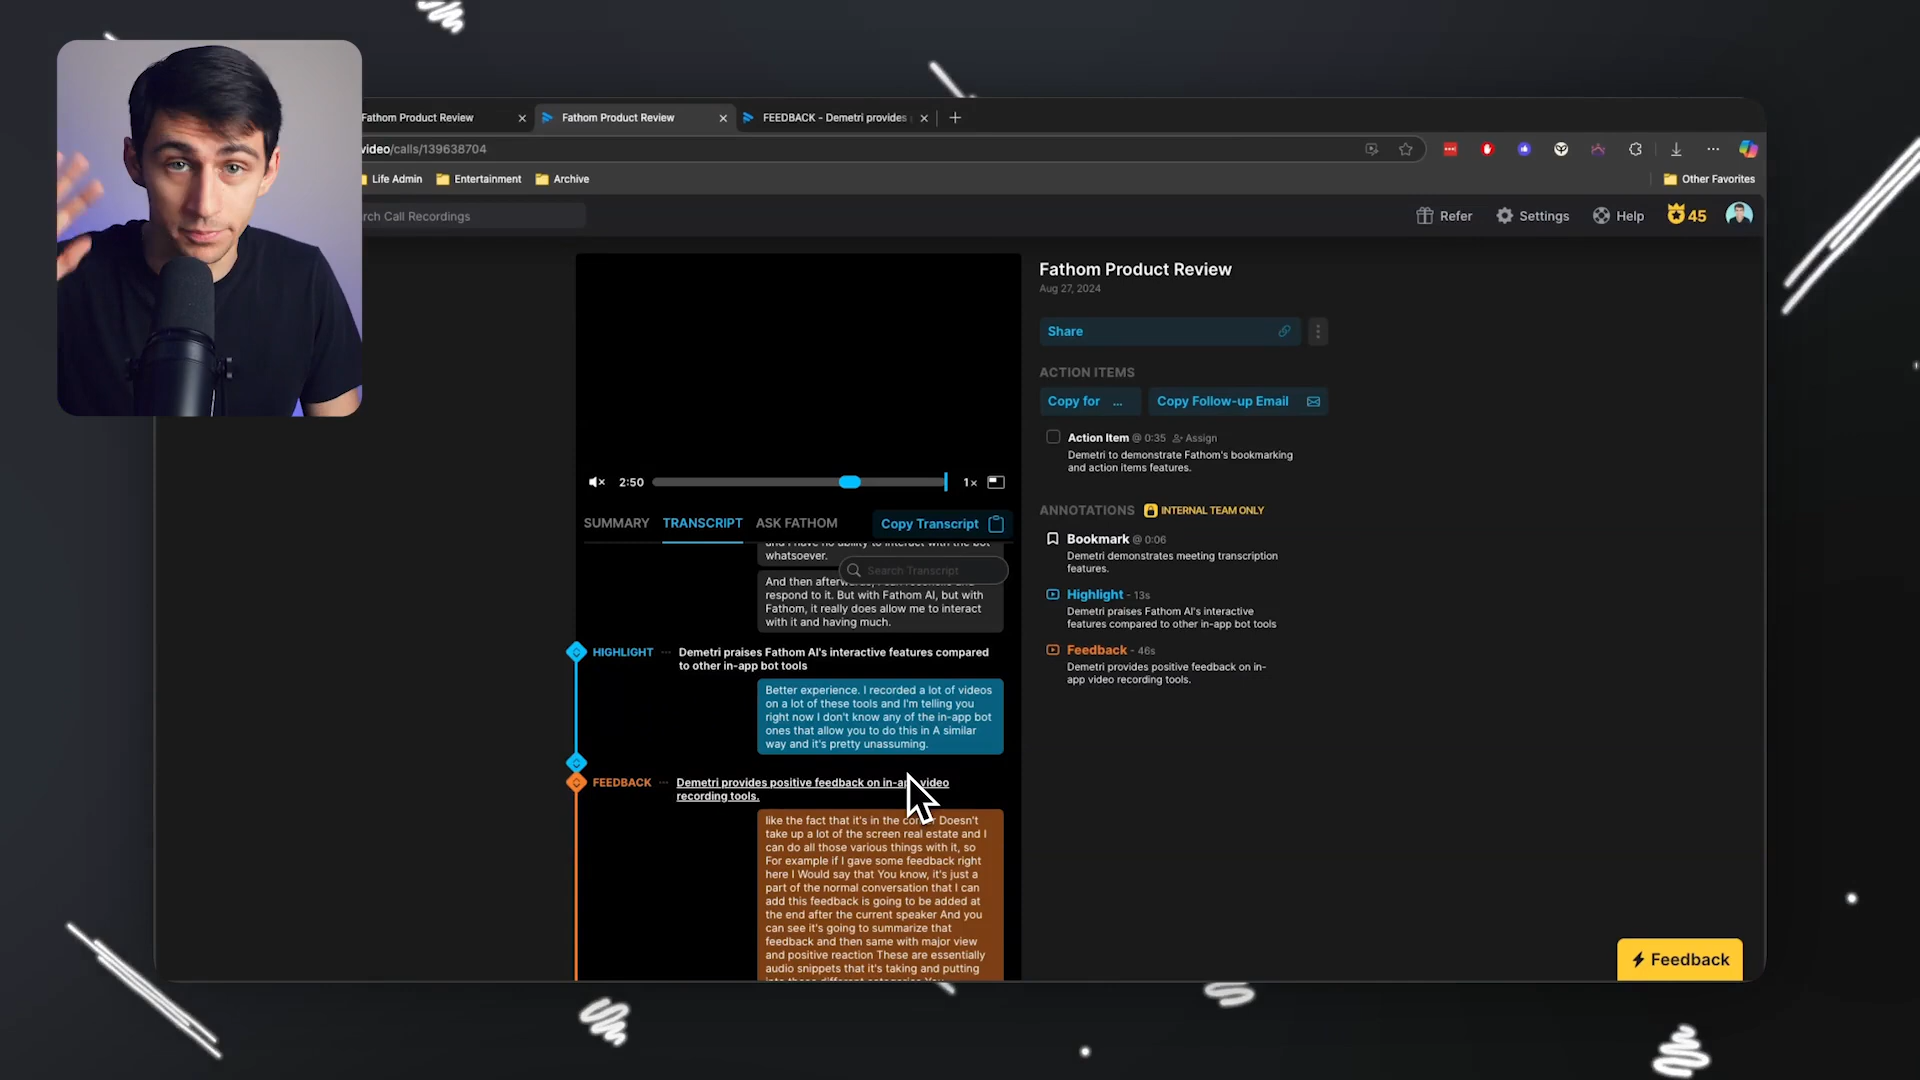 Fathom Product Review
Fathom Product Review
FEEDBACK - Demetri provides
video/calls/139638704
Life Admin
Entertainment
Archive
Other Favorites
rch Call Recordings
Refer
Settings
Help
45
Fathom Product Review
Aug 27, 2024
Share
ACTION ITEMS
Copy for ...
Copy Follow-up Email
Action Item @ 0:35 Assign
Demetri to demonstrate Fathom's bookmarking
and action items features.
ANNOTATIONS INTERNAL TEAM ONLY
Bookmark @ 0:06
Demetri demonstrates meeting transcription
features.
Highlight - 13s
Demetri praises Fathom AI's interactive
features compared to other in-app bot tools
Feedback - 46s
Demetri provides positive feedback on in-
app video recording tools.
2:50
1×
SUMMARY
TRANSCRIPT
ASK FATHOM
Copy Transcript
and I have no ability to interact with the bot
whatsoever.
Search Transcript
And then afterwards,
respond to it. But with Fathom AI, but with
Fathom, it really does allow me to interact
with it and having much.
HIGHLIGHT ... Demetri praises Fathom AI's interactive features compared
to other in-app bot tools
Better experience. I recorded a lot of videos
on a lot of these tools and I'm telling you
right now I don't know any of the in-app bot
ones that allow you to do this in A similar
way and it's pretty unassuming.
FEEDBACK ... Demetri provides positive feedback on in-app video
recording tools.
like the fact that it's in the corner Doesn't
take up a lot of the screen real estate and I
can do all those various things with it, so
For example if I gave some feedback right
here I Would say that You know, it's just a
part of the normal conversation that I can
add this feedback is going to be added at
the end after the current speaker And you
can see it's going to summarize that
feedback and then same with major view
and positive reaction These are essentially
audio snippets that it's taking and putting
Feedback